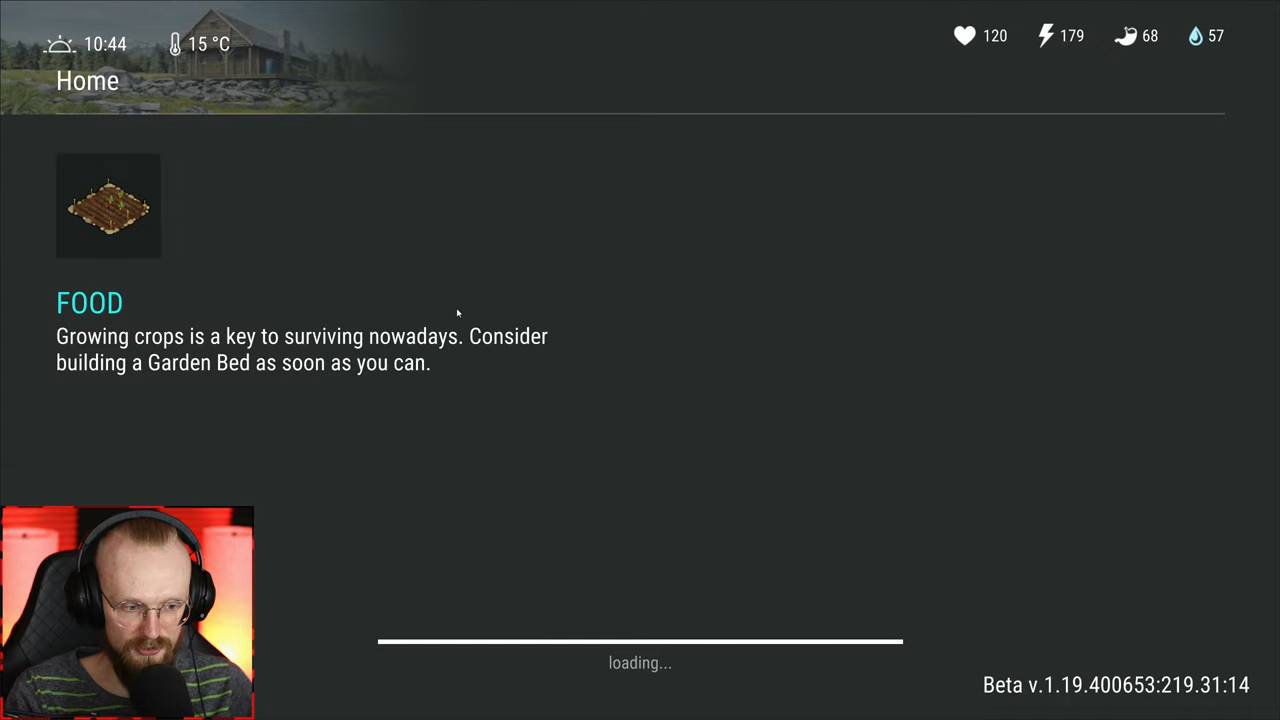 10:44 15 °C 120 179 68 57
Home
FOOD
Growing crops is a key to surviving nowadays. Consider
building a Garden Bed as soon as you can.
loading...
Beta v.1.19.400653:219.31:14